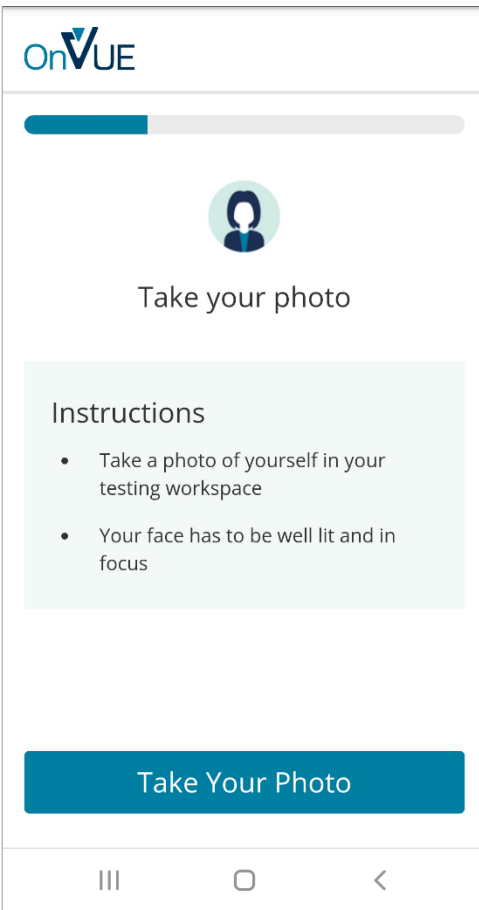 OnVUE
Take your photo
Instructions
• Take a photo of yourself in your
testing workspace
• Your face has to be well lit and in
focus
Take Your Photo